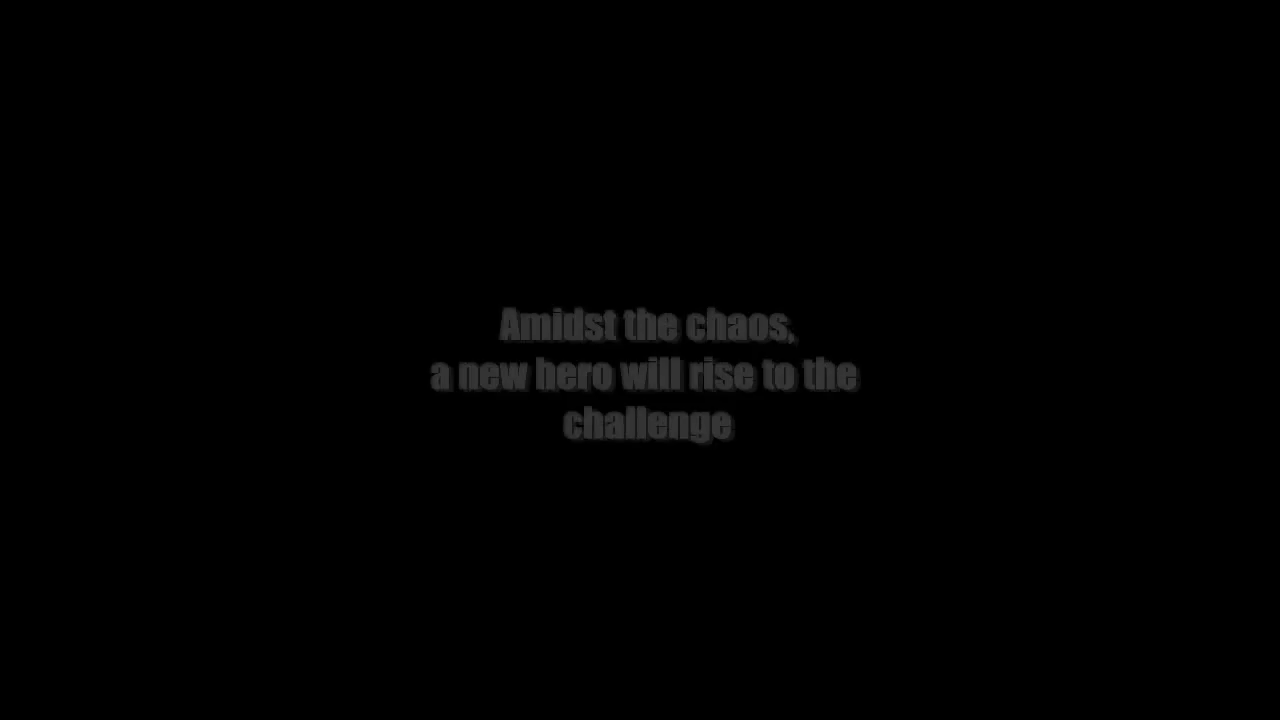 Amidst the chaos,
a new hero will rise to the
challenge